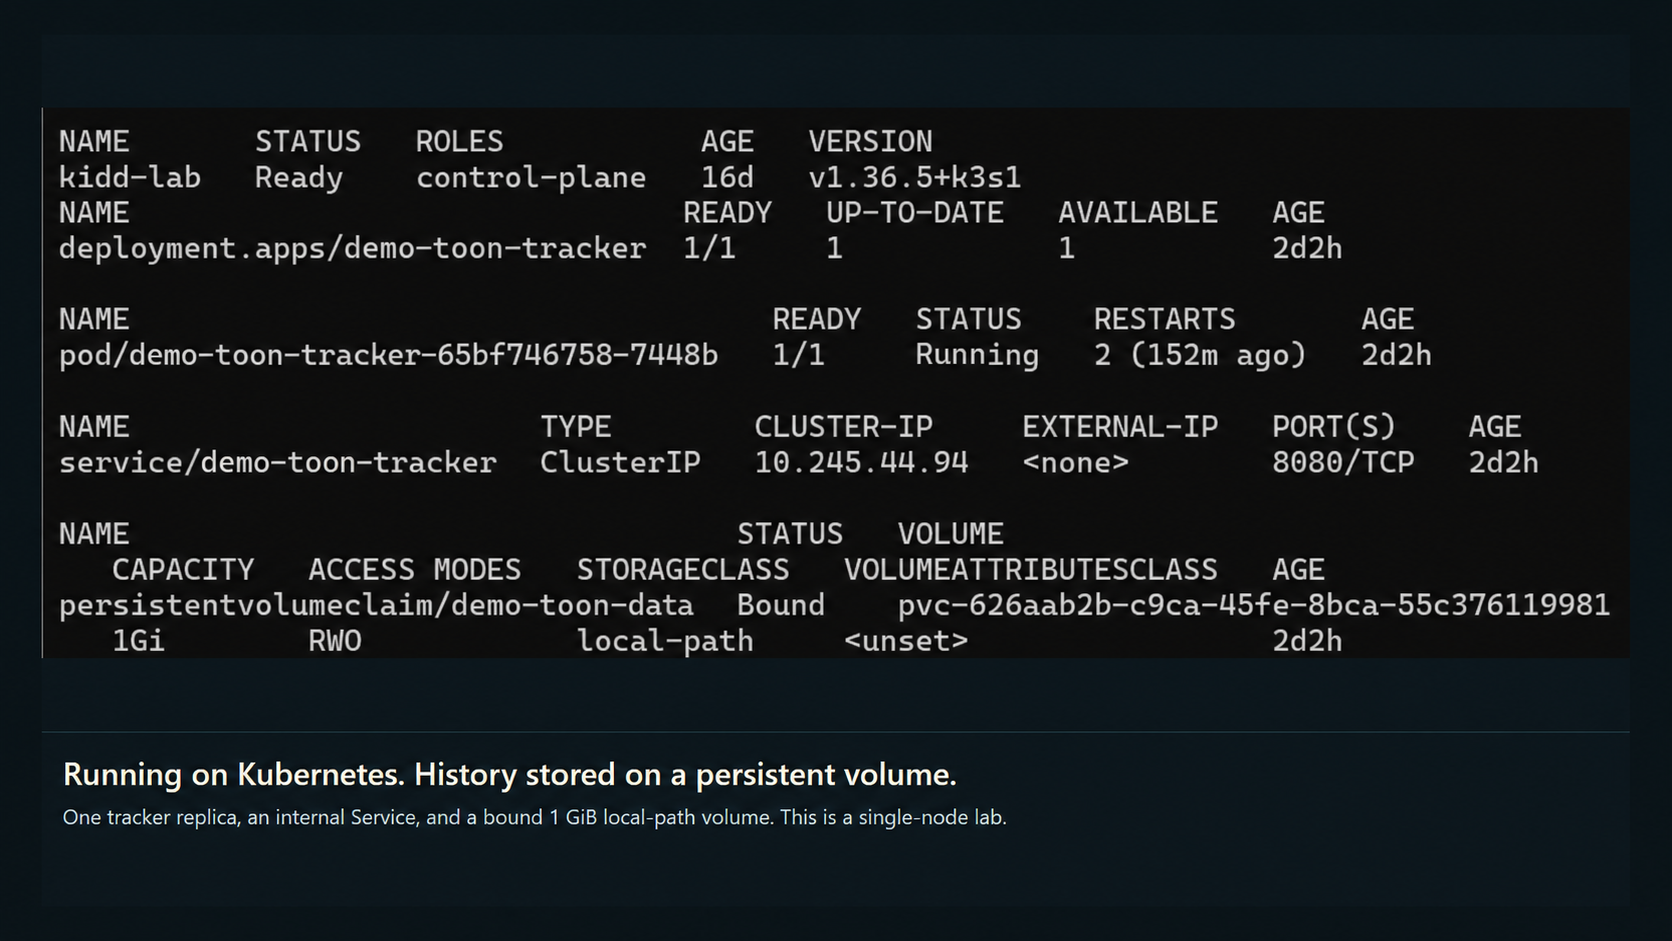 NAME STATUS ROLES AGE VERSION
kidd-lab Ready control-plane 16d v1.36.5+k3s1
NAME READY UP-TO-DATE AVAILABLE AGE
deployment.apps/demo-toon-tracker 1/1 1 1 2d2h
NAME READY STATUS RESTARTS AGE
pod/demo-toon-tracker-65bf746758-7448b 1/1 Running 2 (152m ago) 2d2h
NAME TYPE CLUSTER-IP EXTERNAL-IP PORT(S) AGE
service/demo-toon-tracker ClusterIP 10.245.44.94 <none> 8080/TCP 2d2h
NAME STATUS VOLUME
CAPACITY ACCESS MODES STORAGECLASS VOLUMEATTRIBUTESCLASS AGE
persistentvolumeclaim/demo-toon-data Bound pvc-626aab2b-c9ca-45fe-8bca-55c376119981
1Gi RWO local-path <unset> 2d2h
Running on Kubernetes. History stored on a persistent volume.
One tracker replica, an internal Service, and a bound 1 GiB local-path volume. This is a single-node lab.